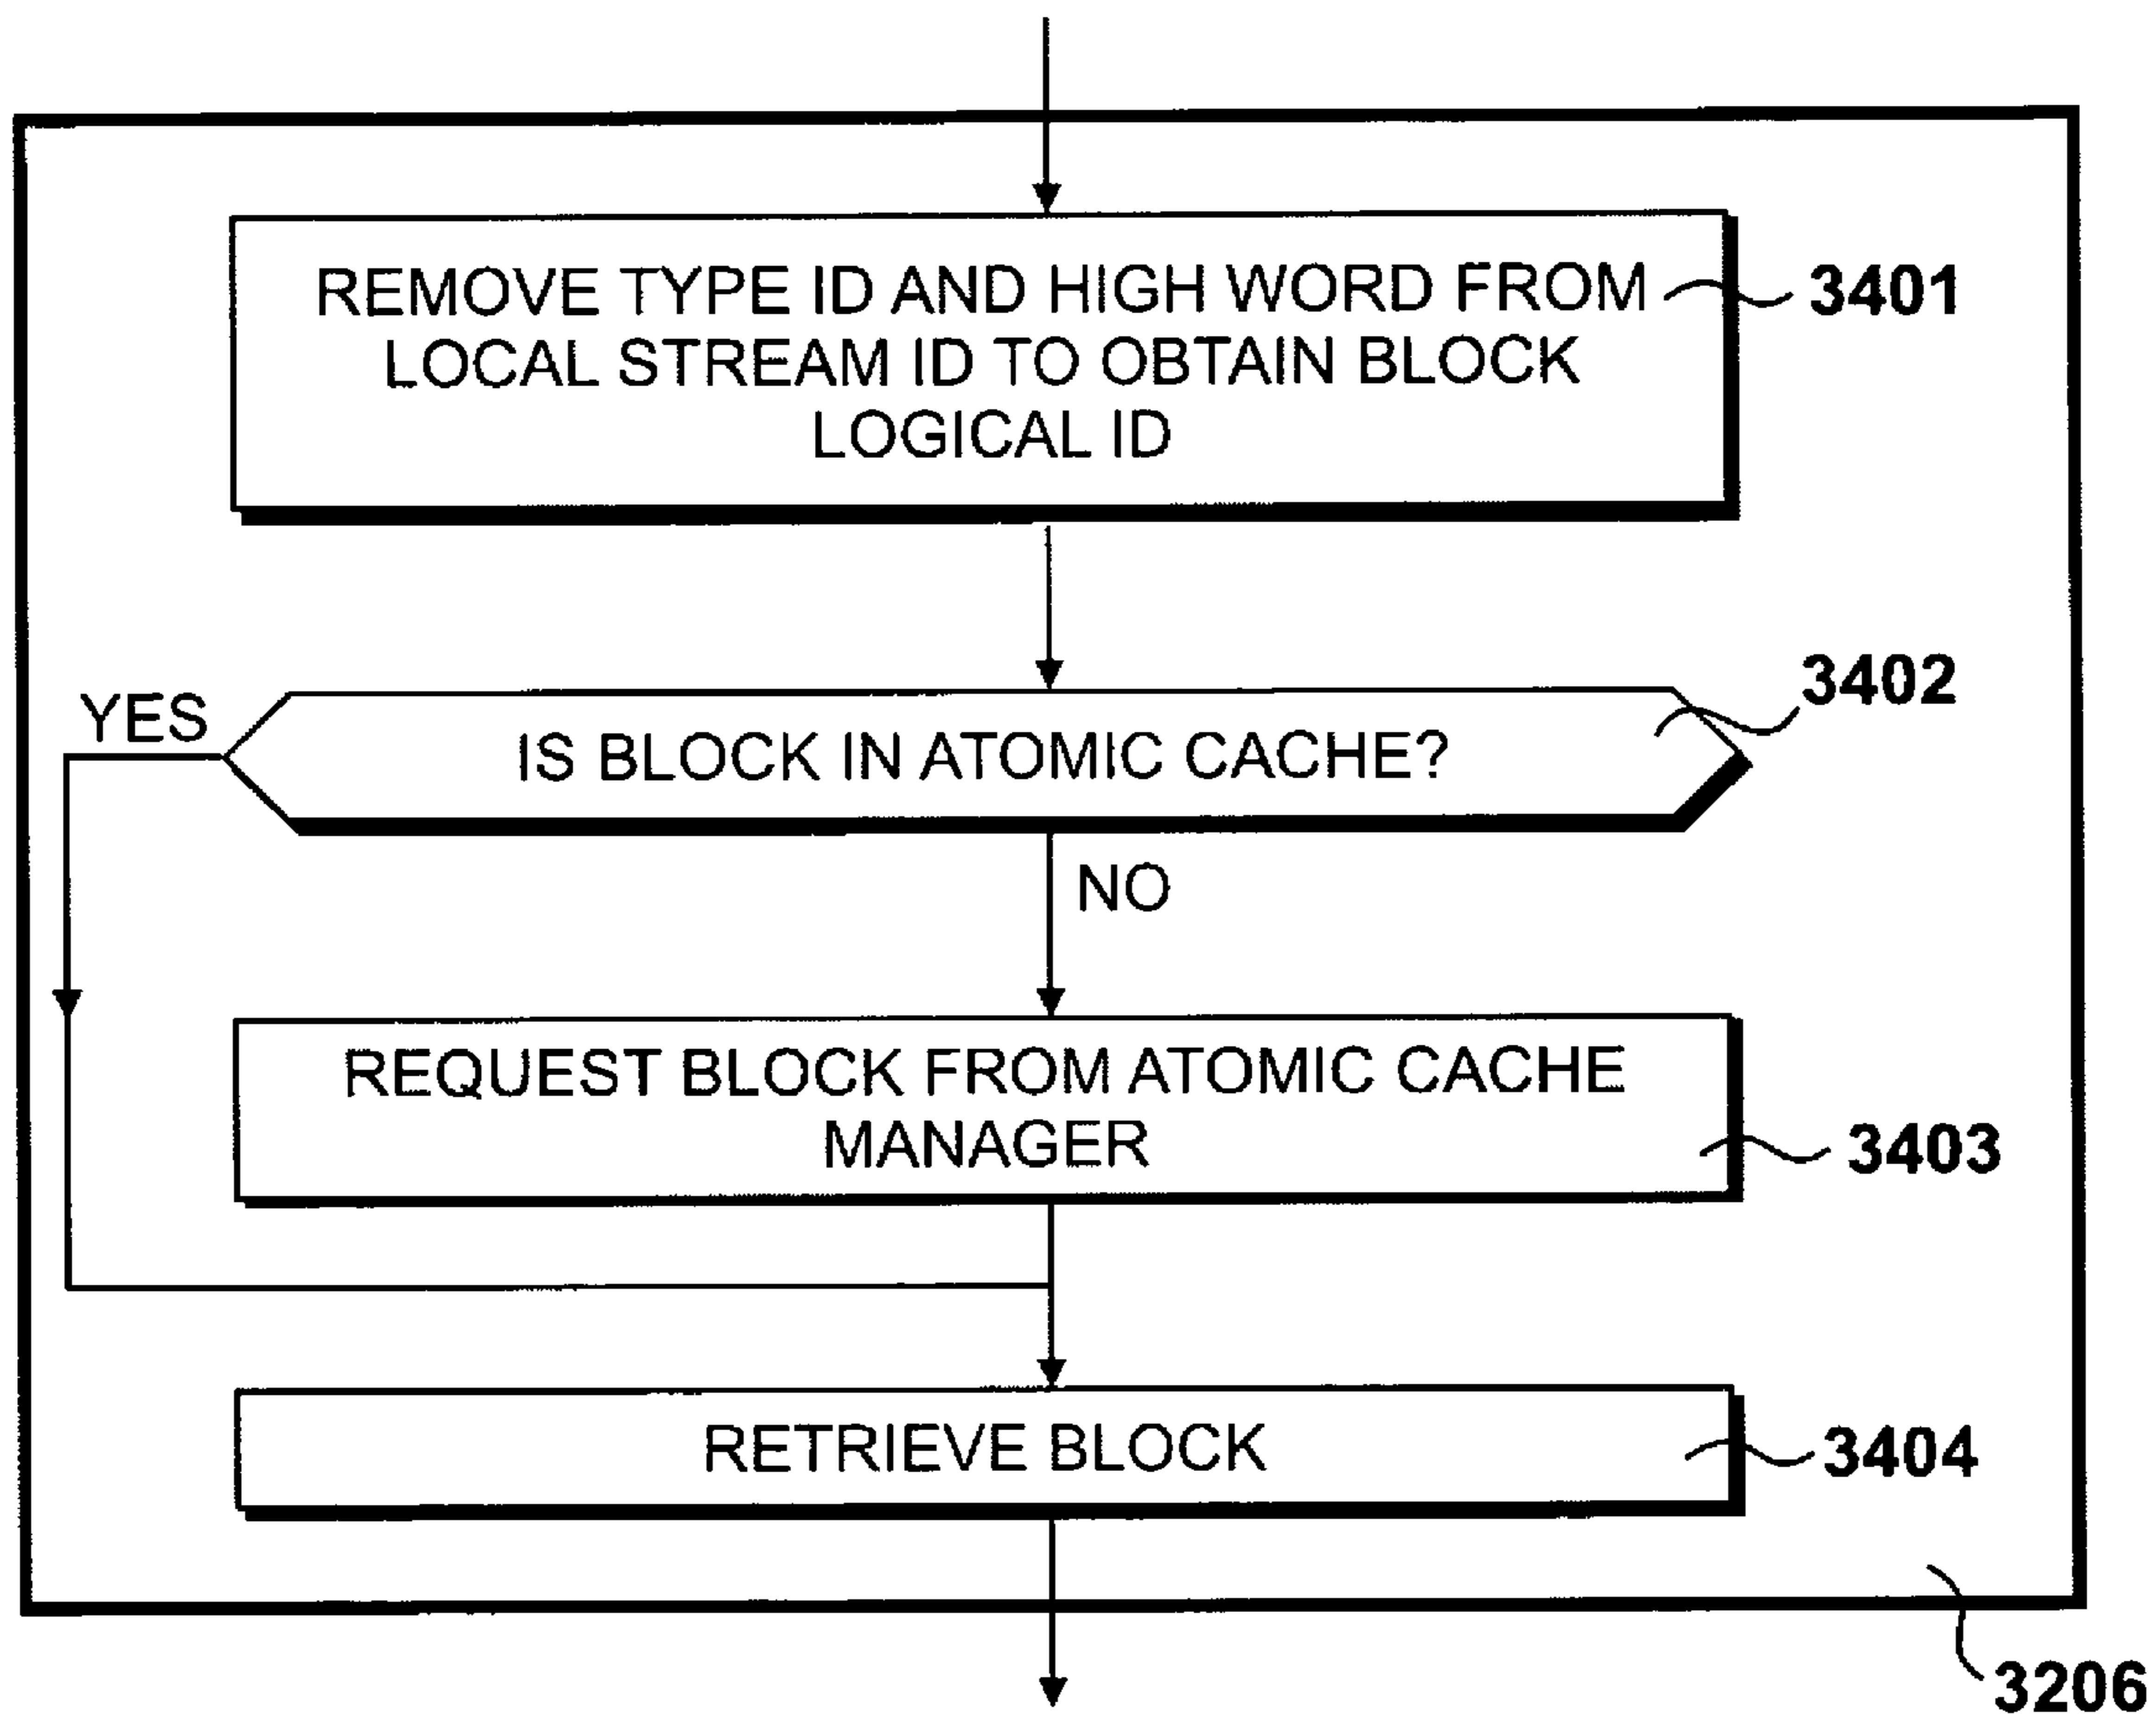 REMOVE TYPE ID AND HIGH WORD FROM
LOCAL STREAM ID TO OBTAIN BLOCK
LOGICAL ID
3401
3402
YES
IS BLOCK IN ATOMIC CACHE?
NO
REQUEST BLOCK FROM ATOMIC CACHE
MANAGER
3403
RETRIEVE BLOCK
3404
3206